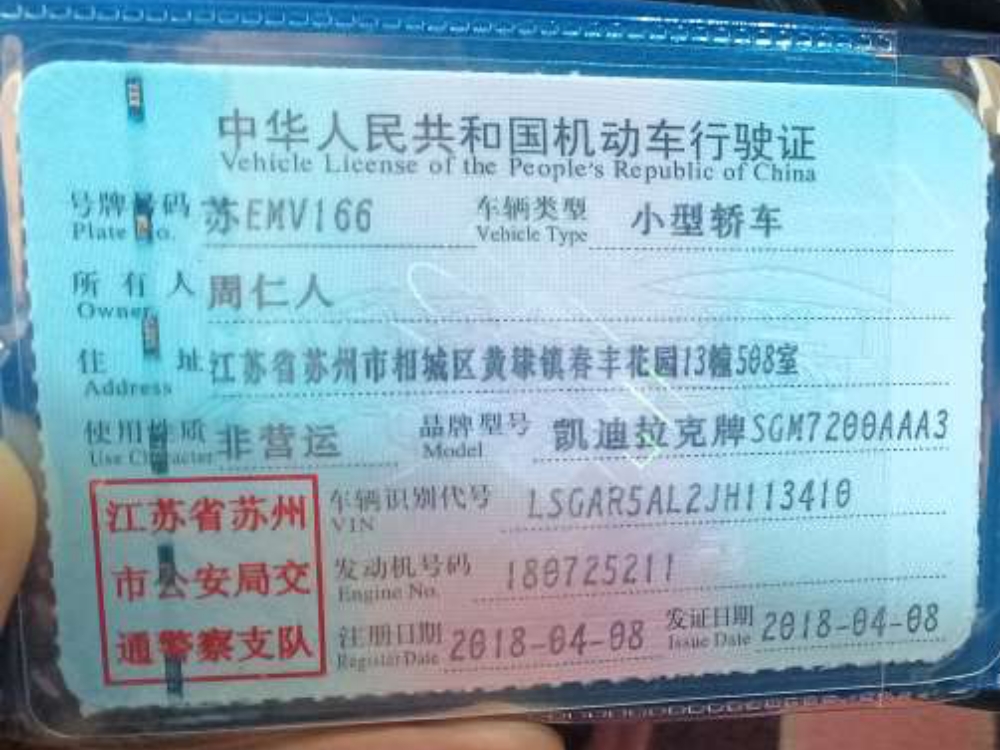 中华人民共和国机动车行驶证
Vehicle License of the People's Republic of China
号牌号码 苏EMV166 车辆类型 小型轿车
Plate No. Vehicle Type
所有人 周仁人
Owner
住址 江苏省苏州市相城区黄埭镇春丰花园13幢508室
Address
使用性质 非营运 品牌型号 凯迪拉克牌SGM7200AAA3
Use Character Model
江苏省苏州
市公安局交
通警察支队
车辆识别代号 LSGAR5AL2JH113410
VIN
发动机号码 180725211
Engine No.
注册日期 2018-04-08 发证日期 2018-04-08
Register Date Issue Date